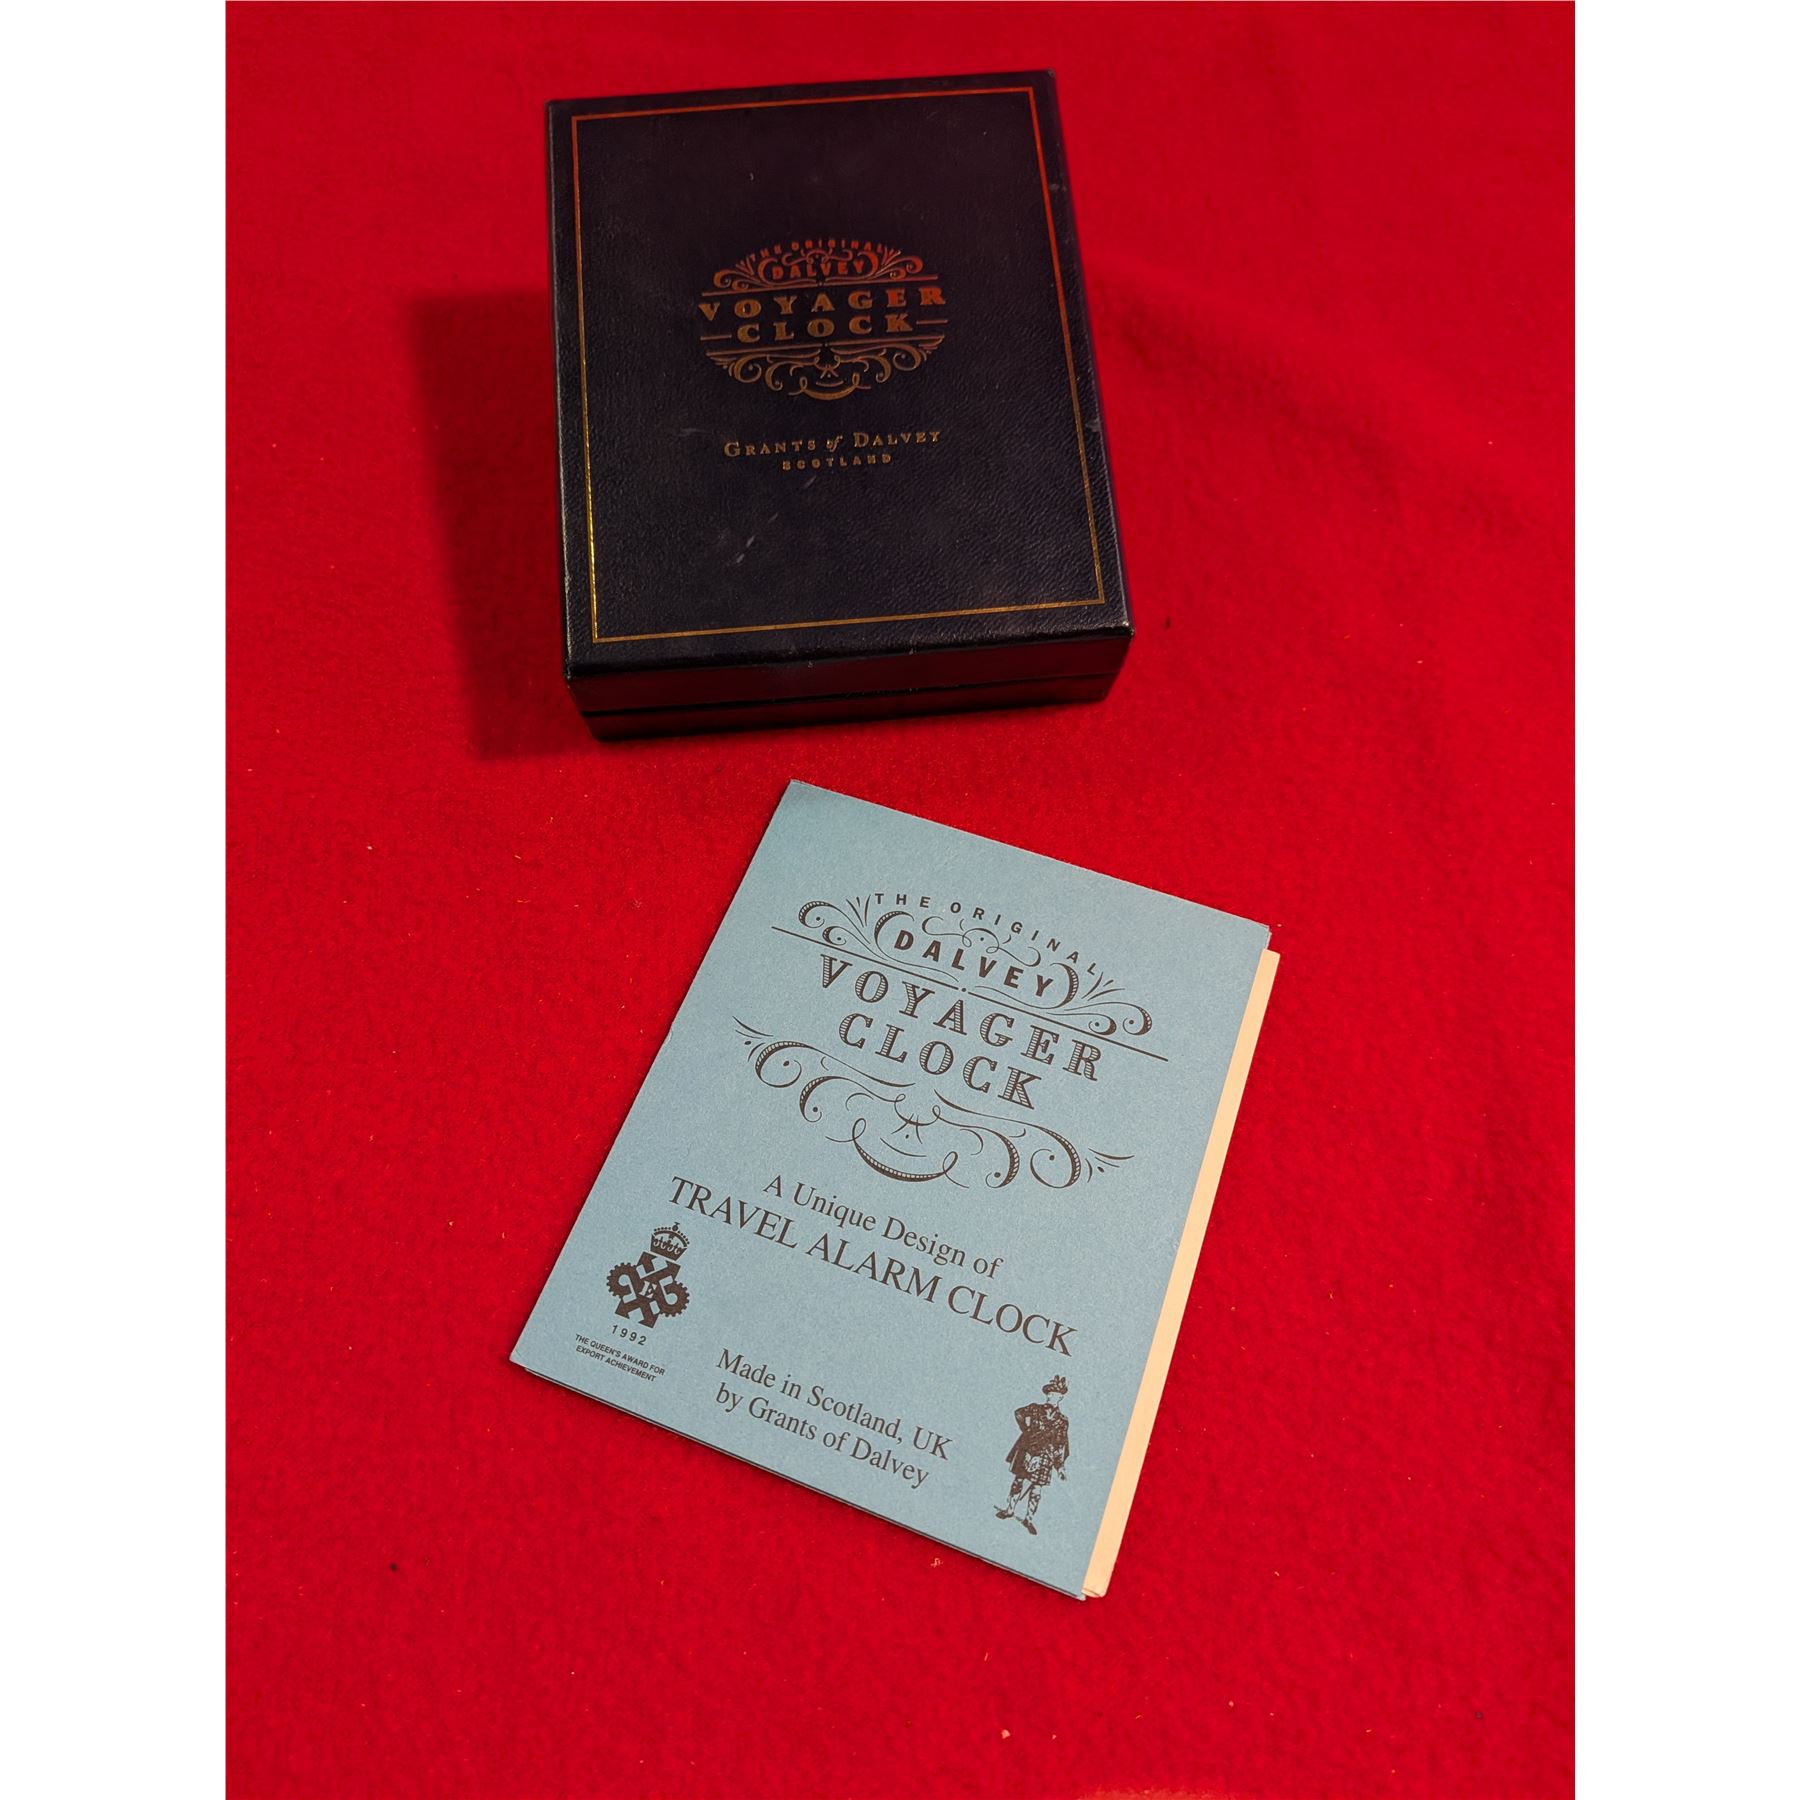 THE ORIGINAL
DALVEY
VOYAGER
CLOCK
GRANTS of DALVEY
SCOTLAND
THE ORIGINAL
DALVEY
VOYAGER
CLOCK
A Unique Design of
TRAVEL ALARM CLOCK
E
1992
THE QUEEN'S AWARD FOR
EXPORT ACHIEVEMENT
Made in Scotland, UK
by Grants of Dalvey